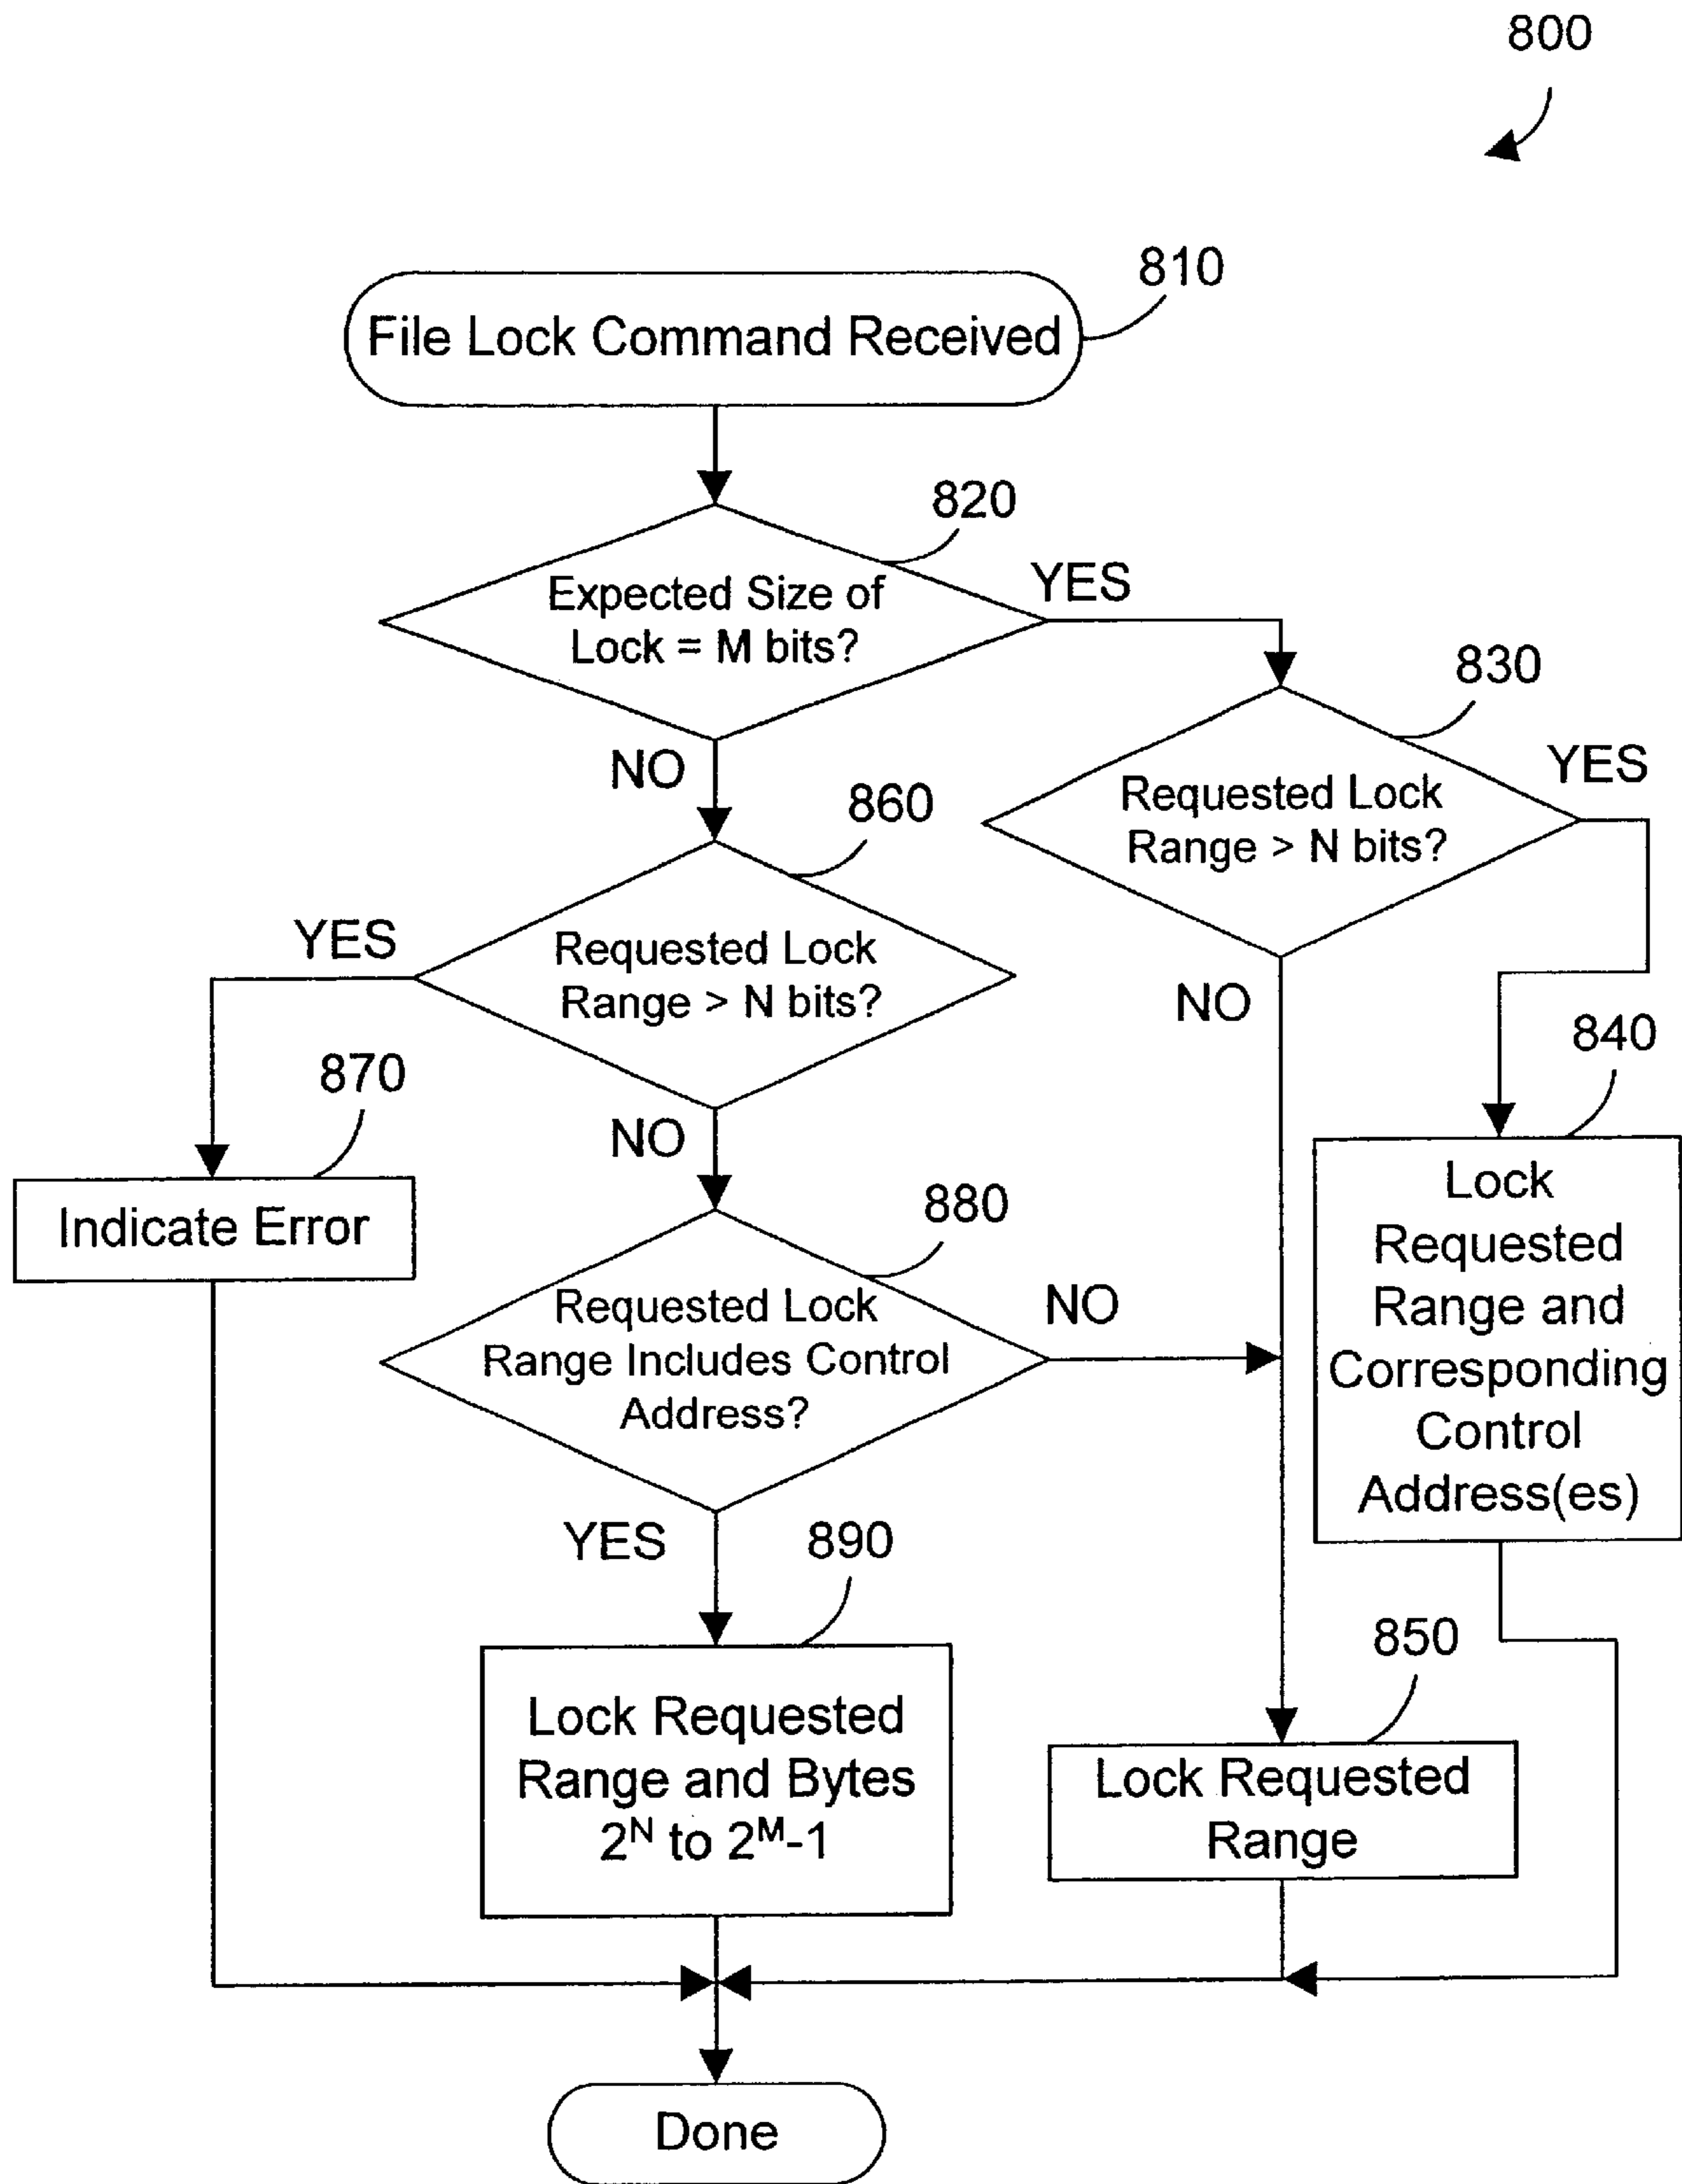 800
810
File Lock Command Received
820
Expected Size of
Lock = M bits?
YES
NO
830
Requested Lock
Range > N bits?
YES
NO
860
Requested Lock
Range > N bits?
YES
NO
840
Lock
Requested
Range and
Corresponding
Control
Address(es)
870
Indicate Error
880
Requested Lock
Range Includes Control
Address?
NO
YES
890
Lock Requested
Range and Bytes
2ᴺ to 2ᴹ-1
850
Lock Requested
Range
Done